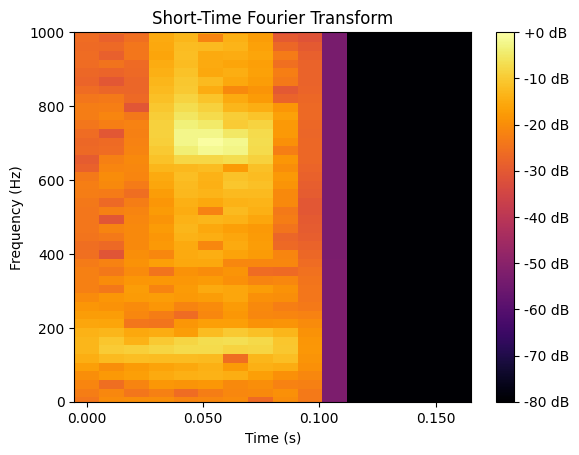 Short-Time Fourier Transform
Frequency (Hz)
1000
800
600
400
200
0
0.000
0.050
0.100
0.150
Time (s)
+0 dB
-10 dB
-20 dB
-30 dB
-40 dB
-50 dB
-60 dB
-70 dB
-80 dB